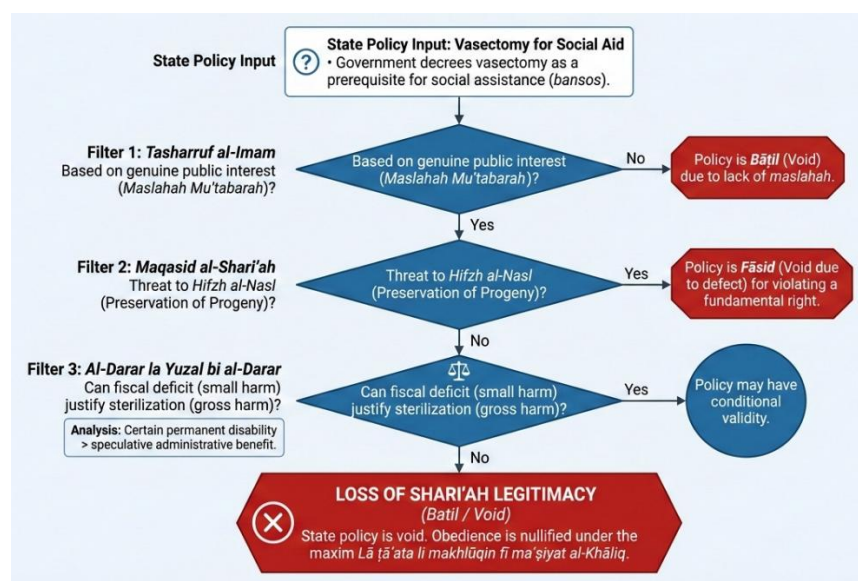 State Policy Input
State Policy Input: Vasectomy for Social Aid
• Government decrees vasectomy as a
prerequisite for social assistance (bansos).
Filter 1: Tasharruf al-Imam
Based on genuine public interest
(Maslahah Mu'tabarah)?
Based on genuine public interest
(Maslahah Mu'tabarah)?
No
Policy is Bāṭil (Void)
due to lack of maslahah.
Yes
Filter 2: Maqasid al-Shari'ah
Threat to Hifzh al-Nasl
(Preservation of Progeny)?
Threat to Hifzh al-Nasl
(Preservation of Progeny)?
Yes
Policy is Fāsid (Void due
to defect) for violating a
fundamental right.
No
Filter 3: Al-Darar la Yuzal bi al-Darar
Can fiscal deficit (small harm)
justify sterilization (gross harm)?
Analysis: Certain permanent disability
> speculative administrative benefit.
Can fiscal deficit (small harm)
justify sterilization (gross harm)?
Yes
Policy may have
conditional
validity.
No
LOSS OF SHARI'AH LEGITIMACY
(Batil / Void)
State policy is void. Obedience is nullified under the
maxim Lā ṭā'ata li makhlūqin fī ma'ṣiyat al-Khāliq.